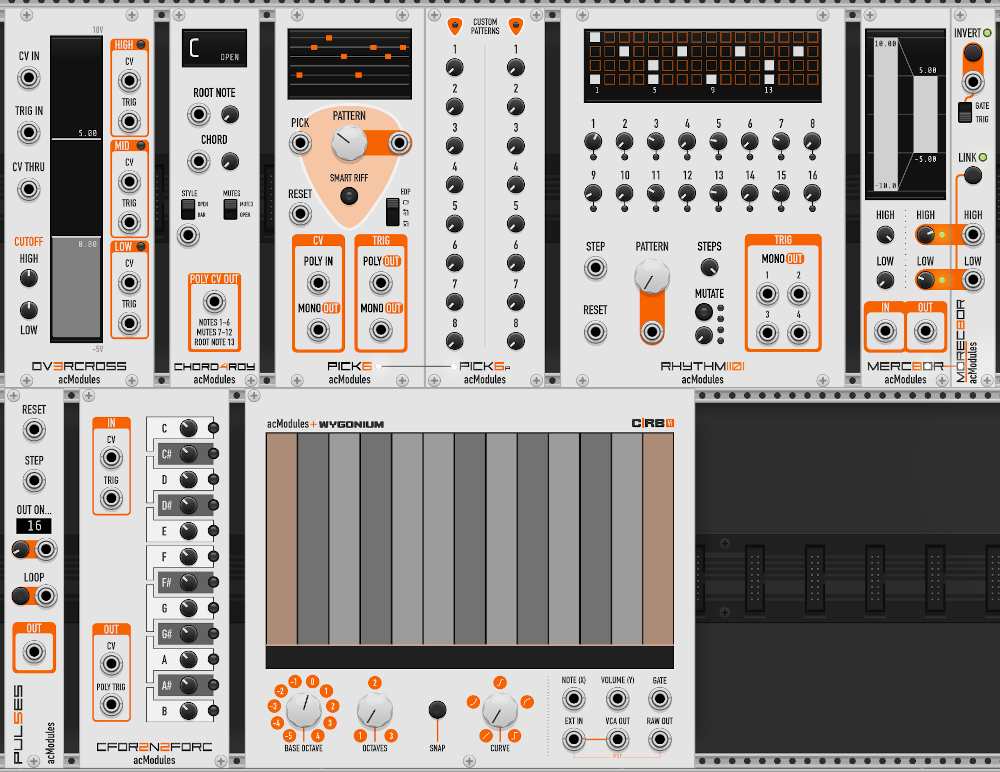 CV IN
TRIG IN
CV THRU
CUTOFF
HIGH
LOW
10V
5.00
0.00
-5V
HIGH
CV
TRIG
MID
CV
TRIG
LOW
CV
TRIG
OV3RCROSS
acModules
C
OPEN
ROOT NOTE
CHORD
STYLE
OPEN
BAR
MUTES
MUTED
OPEN
POLY CV OUT
NOTES 1-6
MUTES 7-12
ROOT NOTE 13
CHORD4ROY
acModules
PICK
PATTERN
SMART RIFF
RESET
EOP
CV
POLY IN
MONO OUT
TRIG
POLY OUT
MONO OUT
PICK6
acModules
CUSTOM
PATTERNS
1 1
2 2
3 3
4 4
5 5
6 6
7 7
8 8
PICK6P
acModules
1 5 9 13
1 2 3 4 5 6 7 8
9 10 11 12 13 14 15 16
STEP
RESET
PATTERN
STEPS
MUTATE
TRIG
MONO OUT
1 2
3 4
RHYTHM1101
acModules
10.00
-10.0
5.00
-5.00
HIGH HIGH HIGH
LOW LOW LOW
IN OUT
MERC8OR
acModules
INVERT
GATE
TRIG
LINK
MOREC8OR
acModules
RESET
STEP
OUT ON...
16
LOOP
OUT
PUL5ES
acModules
IN
CV
TRIG
OUT
CV
POLY TRIG
C
C#
D
D#
E
F
F#
G
G#
A
A#
B
CFOR2N2FORC
acModules
acModules + WYGONIUM
CIRB
-5 -4 -3 -2 -1 0 1 2 3 4
BASE OCTAVE
1 2 3
OCTAVES
SNAP
CURVE
NOTE (X) VOLUME (Y) GATE
EXT IN VCA OUT RAW OUT